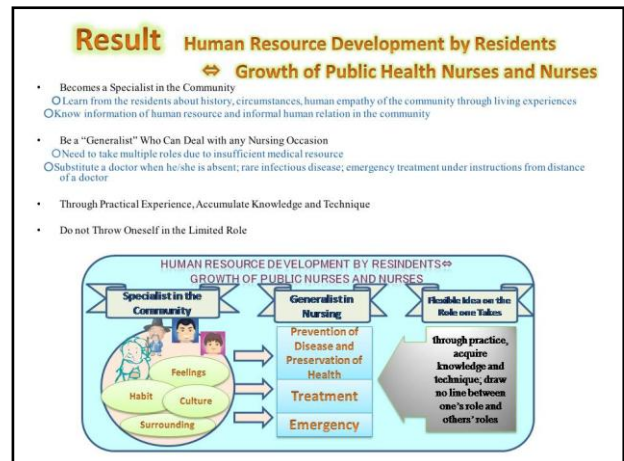 Result Human Resource Development by Residents
⇔ Growth of Public Health Nurses and Nurses
• Becomes a Specialist in the Community
○Learn from the residents about history, circumstances, human empathy of the community through living experiences
○Know information of human resource and informal human relation in the community
• Be a “Generalist” Who Can Deal with any Nursing Occasion
○Need to take multiple roles due to insufficient medical resource
○Substitute a doctor when he/she is absent; rare infectious disease; emergency treatment under instructions from distance
of a doctor
• Through Practical Experience, Accumulate Knowledge and Technique
• Do not Throw Oneself in the Limited Role
HUMAN RESOURCE DEVELOPMENT BY RESINDENTS⇔
GROWTH OF PUBLIC NURSES AND NURSES
Specialist in the
Community
Feelings
Habit
Culture
Surrounding
Generalist in
Nursing
Prevention of
Disease and
Preservation of
Health
Treatment
Emergency
Flexible Idea on the
Role one Takes
through practice,
acquire
knowledge and
technique; draw
no line between
one's role and
others' roles